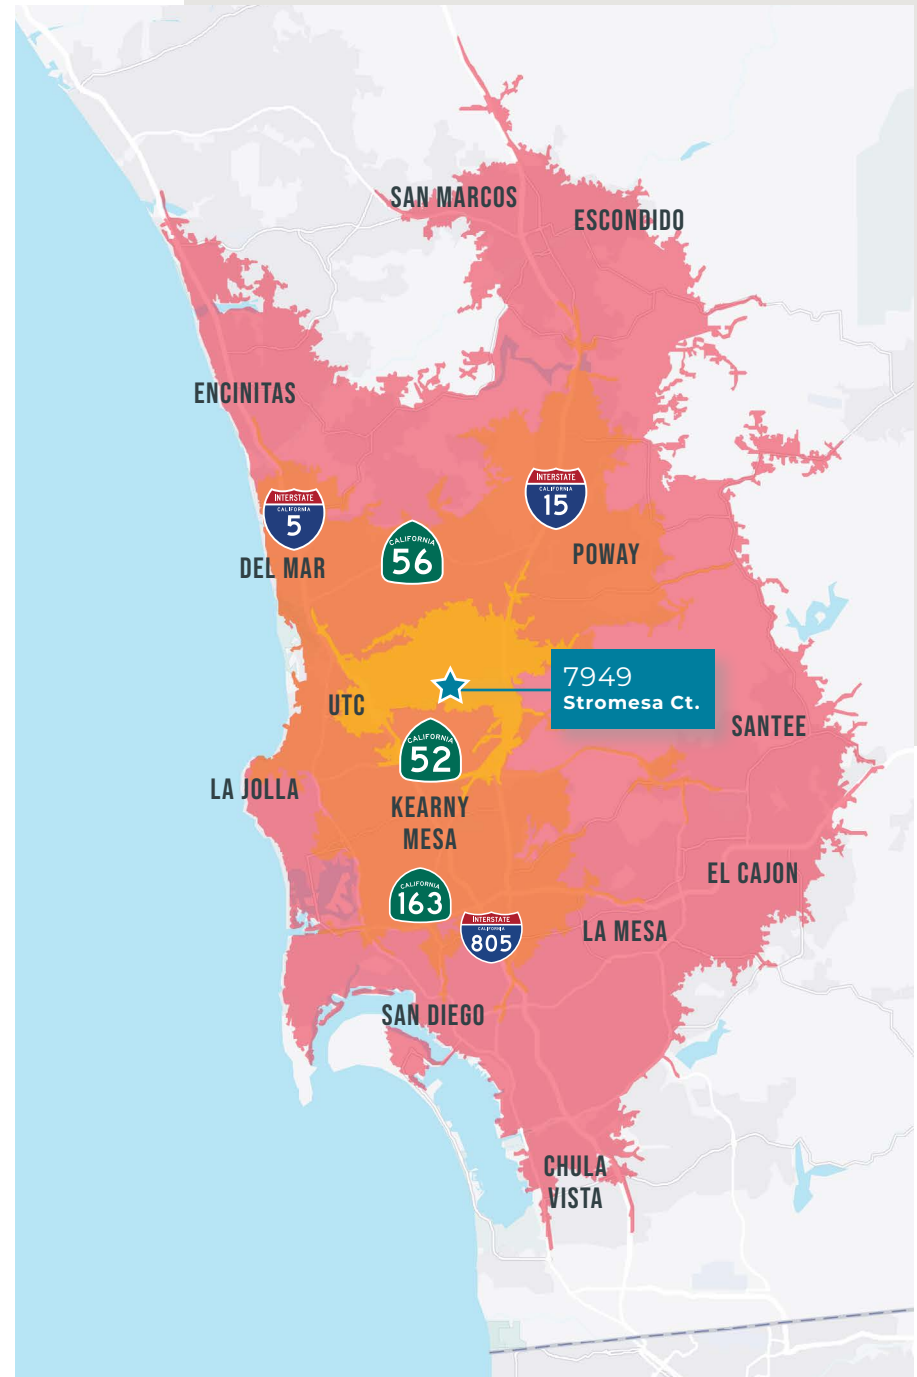 SAN MARCOS
ESCONDIDO
ENCINITAS
INTERSTATE
CALIFORNIA
15
INTERSTATE
CALIFORNIA
5
CALIFORNIA
56
POWAY
DEL MAR
7949
Stromesa Ct.
UTC
SANTEE
CALIFORNIA
52
LA JOLLA
KEARNY
MESA
EL CAJON
CALIFORNIA
163
INTERSTATE
CALIFORNIA
805
LA MESA
SAN DIEGO
CHULA
VISTA